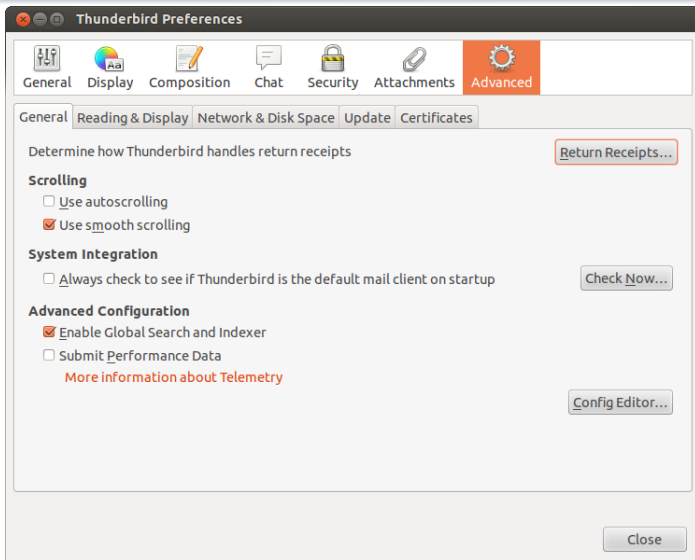 Thunderbird Preferences
Aa
General Display Composition Chat Security Attachments Advanced
General Reading & Display Network & Disk Space Update Certificates
Determine how Thunderbird handles return receipts Return Receipts...
Scrolling
Use autoscrolling
Use smooth scrolling
System Integration
Always check to see if Thunderbird is the default mail client on startup Check Now...
Advanced Configuration
Enable Global Search and Indexer
Submit Performance Data
More information about Telemetry
Config Editor...
Close